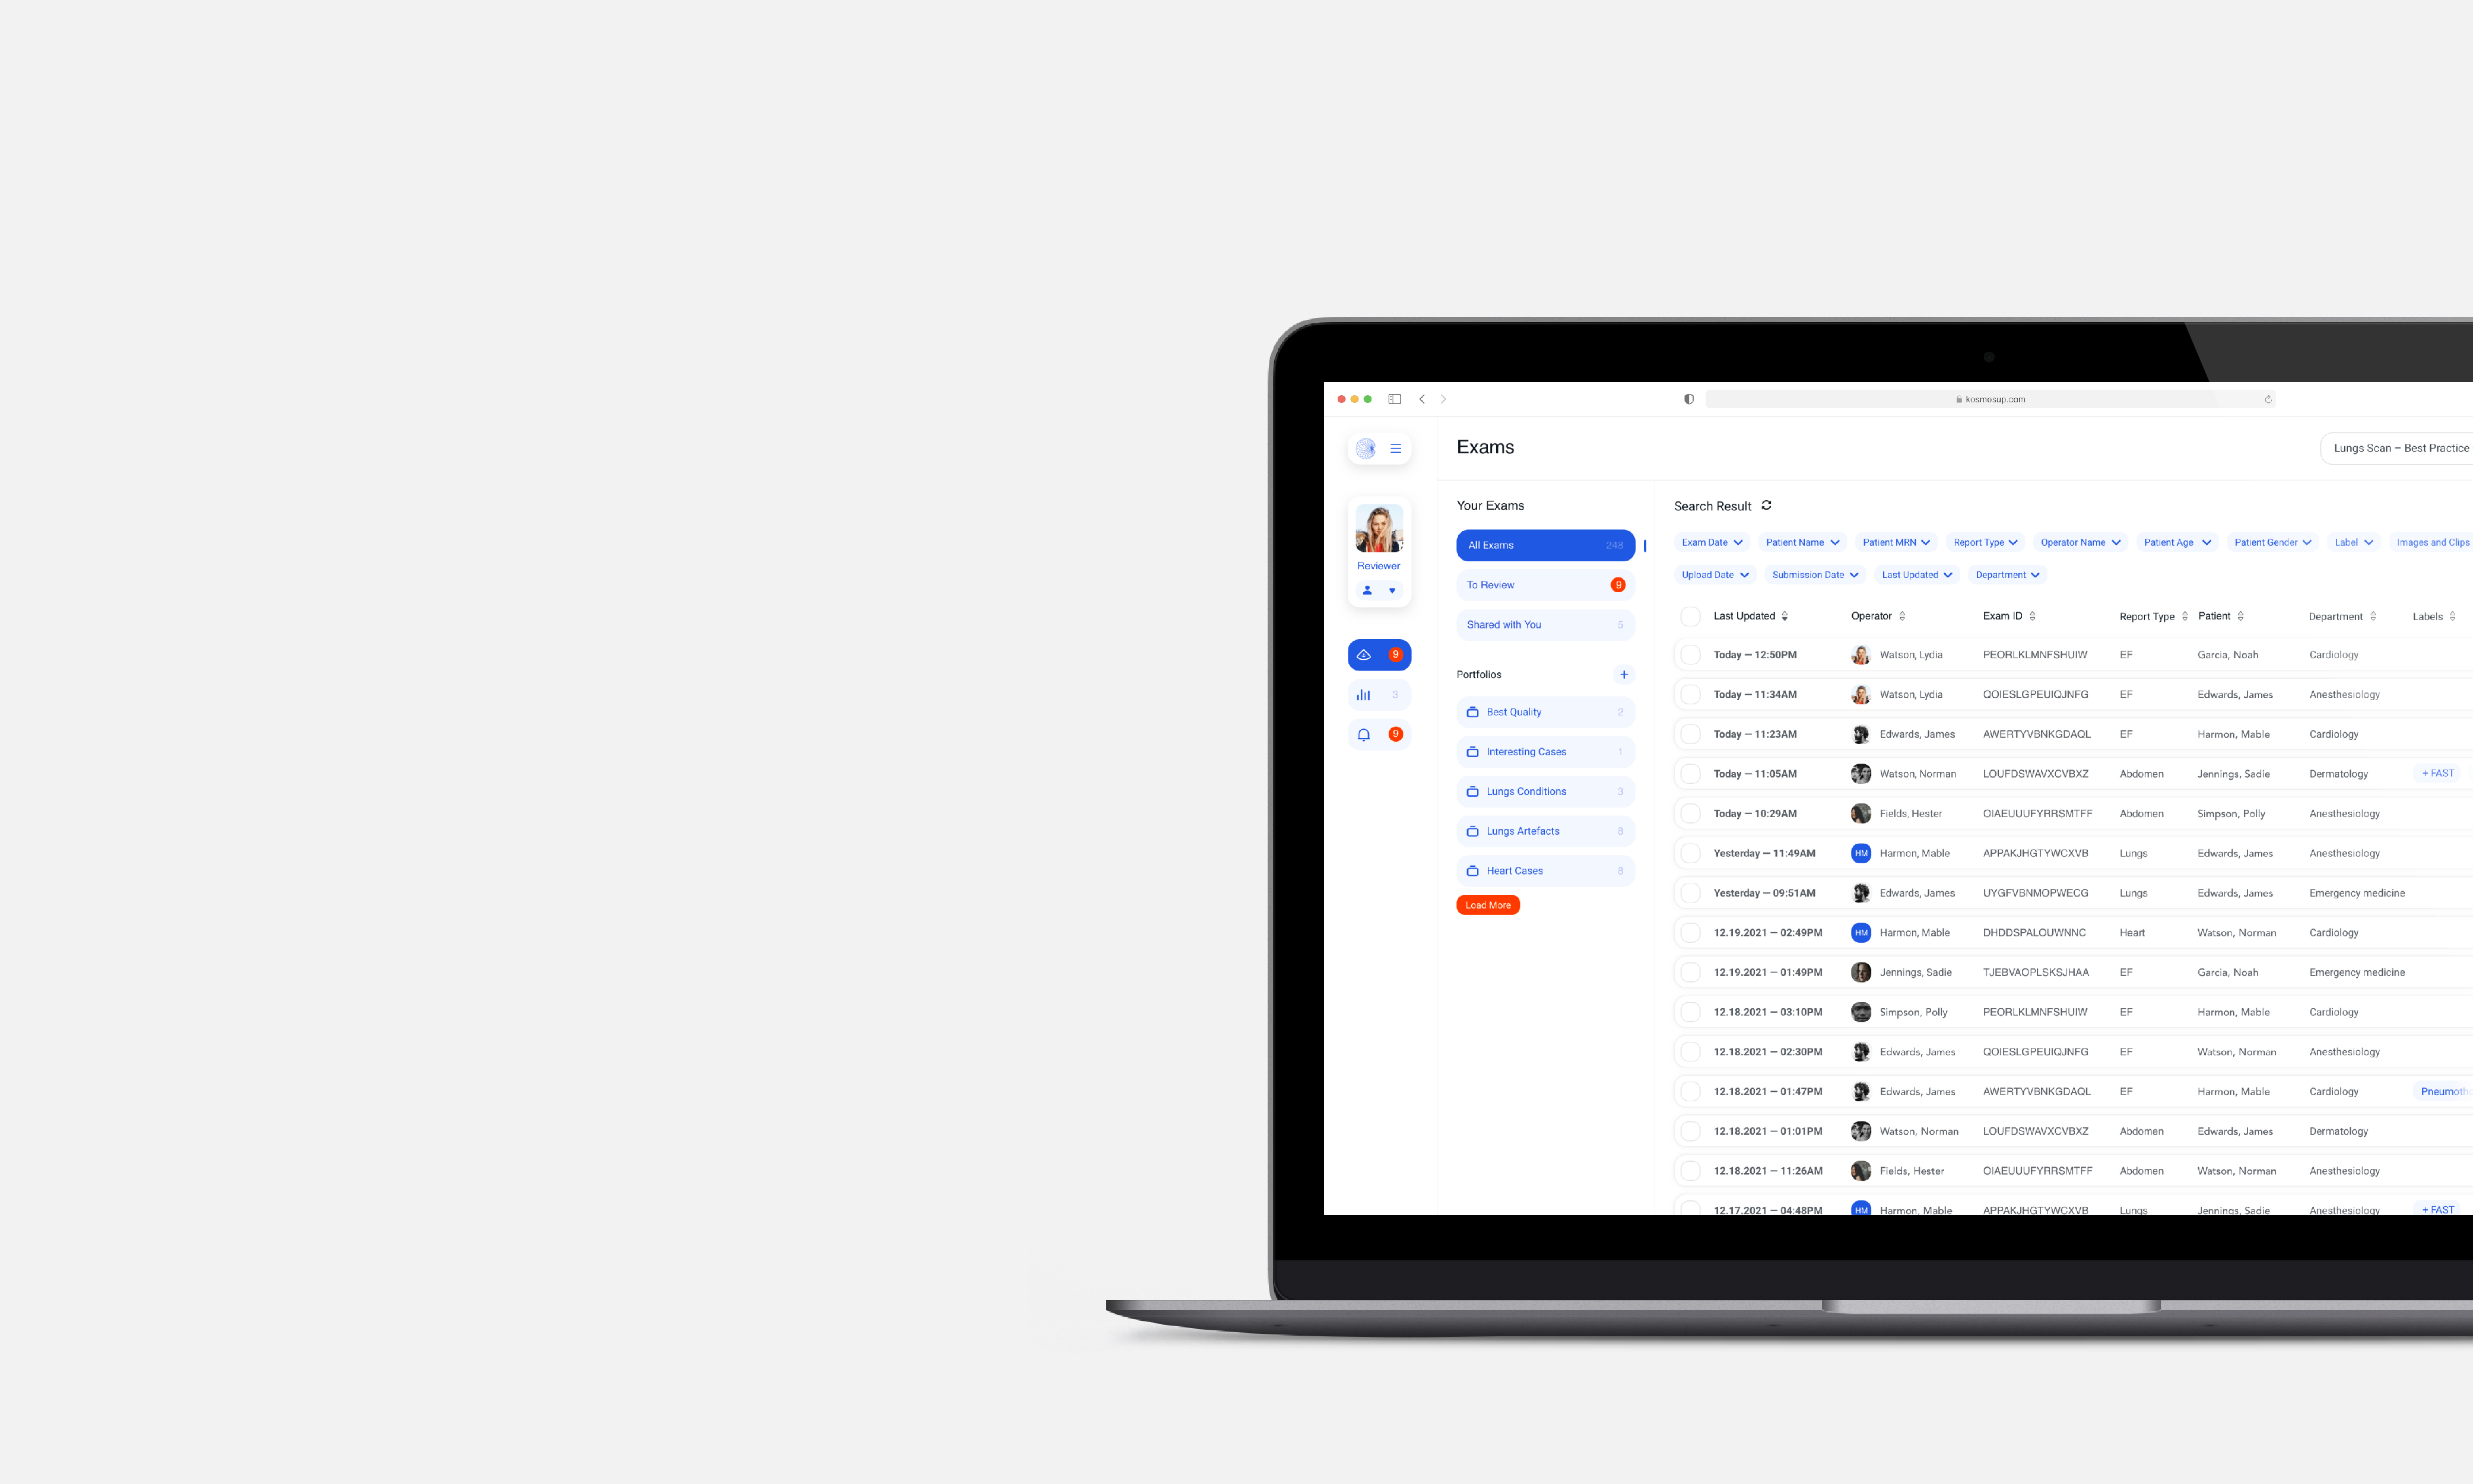 kosmosup.com
Exams
Lungs Scan – Best Practice
Reviewer
9
3
9
Your Exams
All Exams 248
To Review 9
Shared with You 5
Portfolios +
Best Quality 2
Interesting Cases 1
Lungs Conditions 3
Lungs Artefacts 8
Heart Cases 8
Load More
Search Result
Exam Date Patient Name Patient MRN Report Type Operator Name Patient Age Patient Gender Label Images and Clips
Upload Date Submission Date Last Updated Department
Last Updated Operator Exam ID Report Type Patient Department Labels
Today – 12:50PM Watson, Lydia PEORLKLMNFSHUIW EF Garcia, Noah Cardiology
Today – 11:34AM Watson, Lydia QOIESLGPEUIQJNFG EF Edwards, James Anesthesiology
Today – 11:23AM Edwards, James AWERTYVBNKGDAQL EF Harmon, Mable Cardiology
Today – 11:05AM Watson, Norman LOUFDSWAVXCVBXZ Abdomen Jennings, Sadie Dermatology + FAST
Today – 10:29AM Fields, Hester OIAEUUUFYRRSMTFF Abdomen Simpson, Polly Anesthesiology
Yesterday – 11:49AM HM Harmon, Mable APPAKJHGTYWCXVB Lungs Edwards, James Anesthesiology
Yesterday – 09:51AM Edwards, James UYGFVBNMOPWECG Lungs Edwards, James Emergency medicine
12.19.2021 – 02:49PM HM Harmon, Mable DHDDSPALOUWNNC Heart Watson, Norman Cardiology
12.19.2021 – 01:49PM Jennings, Sadie TJEBVAOPLSKSJHAA EF Garcia, Noah Emergency medicine
12.18.2021 – 03:10PM Simpson, Polly PEORLKLMNFSHUIW EF Harmon, Mable Cardiology
12.18.2021 – 02:30PM Edwards, James QOIESLGPEUIQJNFG EF Watson, Norman Anesthesiology
12.18.2021 – 01:47PM Edwards, James AWERTYVBNKGDAQL EF Harmon, Mable Cardiology Pneumoth
12.18.2021 – 01:01PM Watson, Norman LOUFDSWAVXCVBXZ Abdomen Edwards, James Dermatology
12.18.2021 – 11:26AM Fields, Hester OIAEUUUFYRRSMTFF Abdomen Watson, Norman Anesthesiology
12.17.2021 – 04:48PM HM Harmon, Mable APPAKJHGTYWCXVB Lungs Jennings, Sadie Anesthesiology + FAST